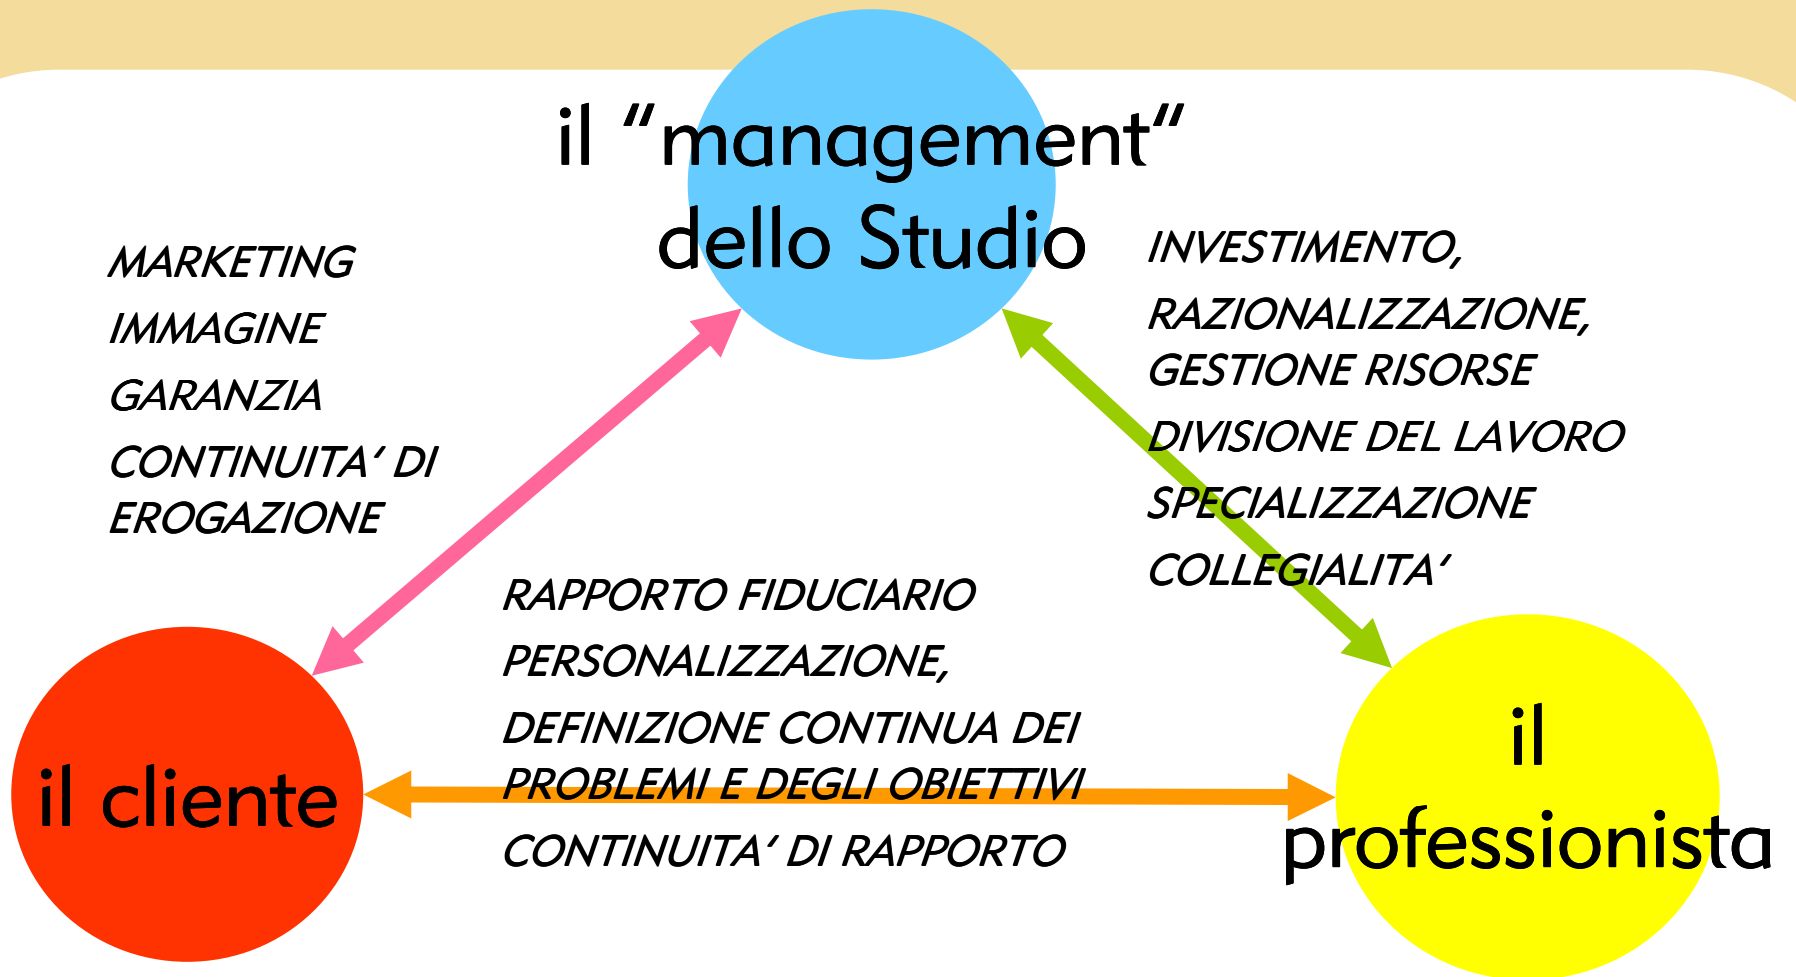 il “management“
dello Studio
MARKETING
IMMAGINE
GARANZIA
CONTINUITA’ DI
EROGAZIONE
INVESTIMENTO,
RAZIONALIZZAZIONE,
GESTIONE RISORSE
DIVISIONE DEL LAVORO
SPECIALIZZAZIONE
COLLEGIALITA’
RAPPORTO FIDUCIARIO
PERSONALIZZAZIONE,
DEFINIZIONE CONTINUA DEI
PROBLEMI E DEGLI OBIETTIVI
CONTINUITA’ DI RAPPORTO
il cliente
il
professionista